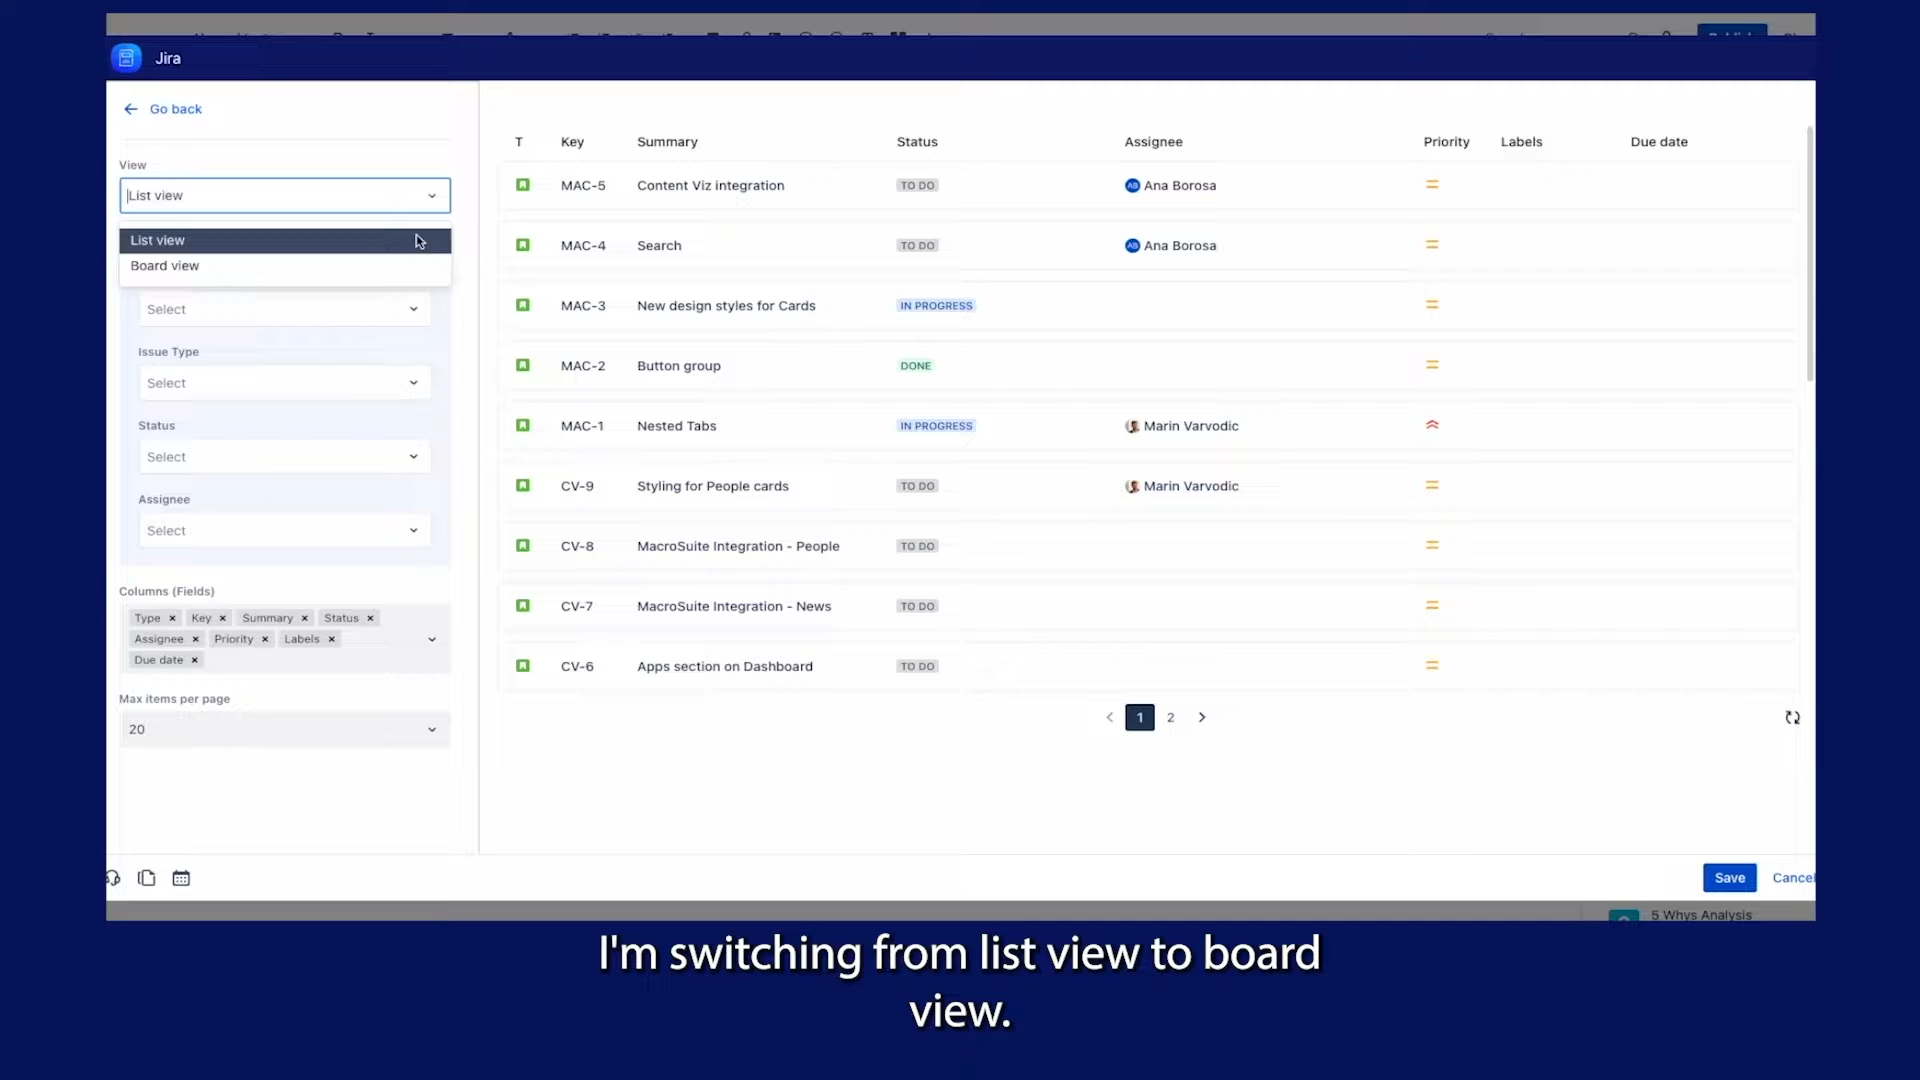 Jira
Go back
View
List view
List view
Board view
Select
Issue Type
Select
Status
Select
Assignee
Select
Columns (Fields)
Type × Key × Summary × Status ×
Assignee × Priority × Labels ×
Due date ×
Max items per page
20
T Key Summary Status Assignee Priority Labels Due date
MAC-5 Content Viz integration TO DO AB Ana Borosa
MAC-4 Search TO DO AB Ana Borosa
MAC-3 New design styles for Cards IN PROGRESS
MAC-2 Button group DONE
MAC-1 Nested Tabs IN PROGRESS Marin Varvodic
CV-9 Styling for People cards TO DO Marin Varvodic
CV-8 MacroSuite Integration - People TO DO
CV-7 MacroSuite Integration - News TO DO
CV-6 Apps section on Dashboard TO DO
1 2
Save Cancel
5 Whys Analysis
I'm switching from list view to board
view.